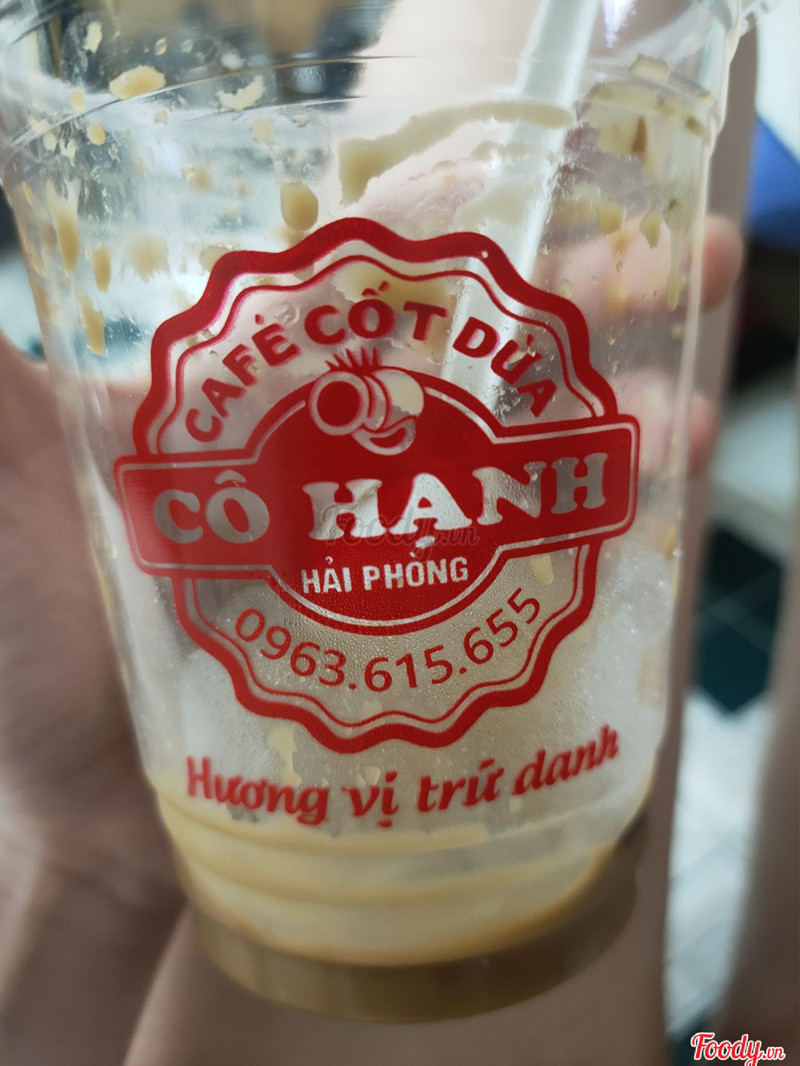 CAFÉ CỐT DỪA
CÔ HẠNH
Foody.vn
HẢI PHÒNG
0963.615.655
Hương vị trứ danh
Foody.vn